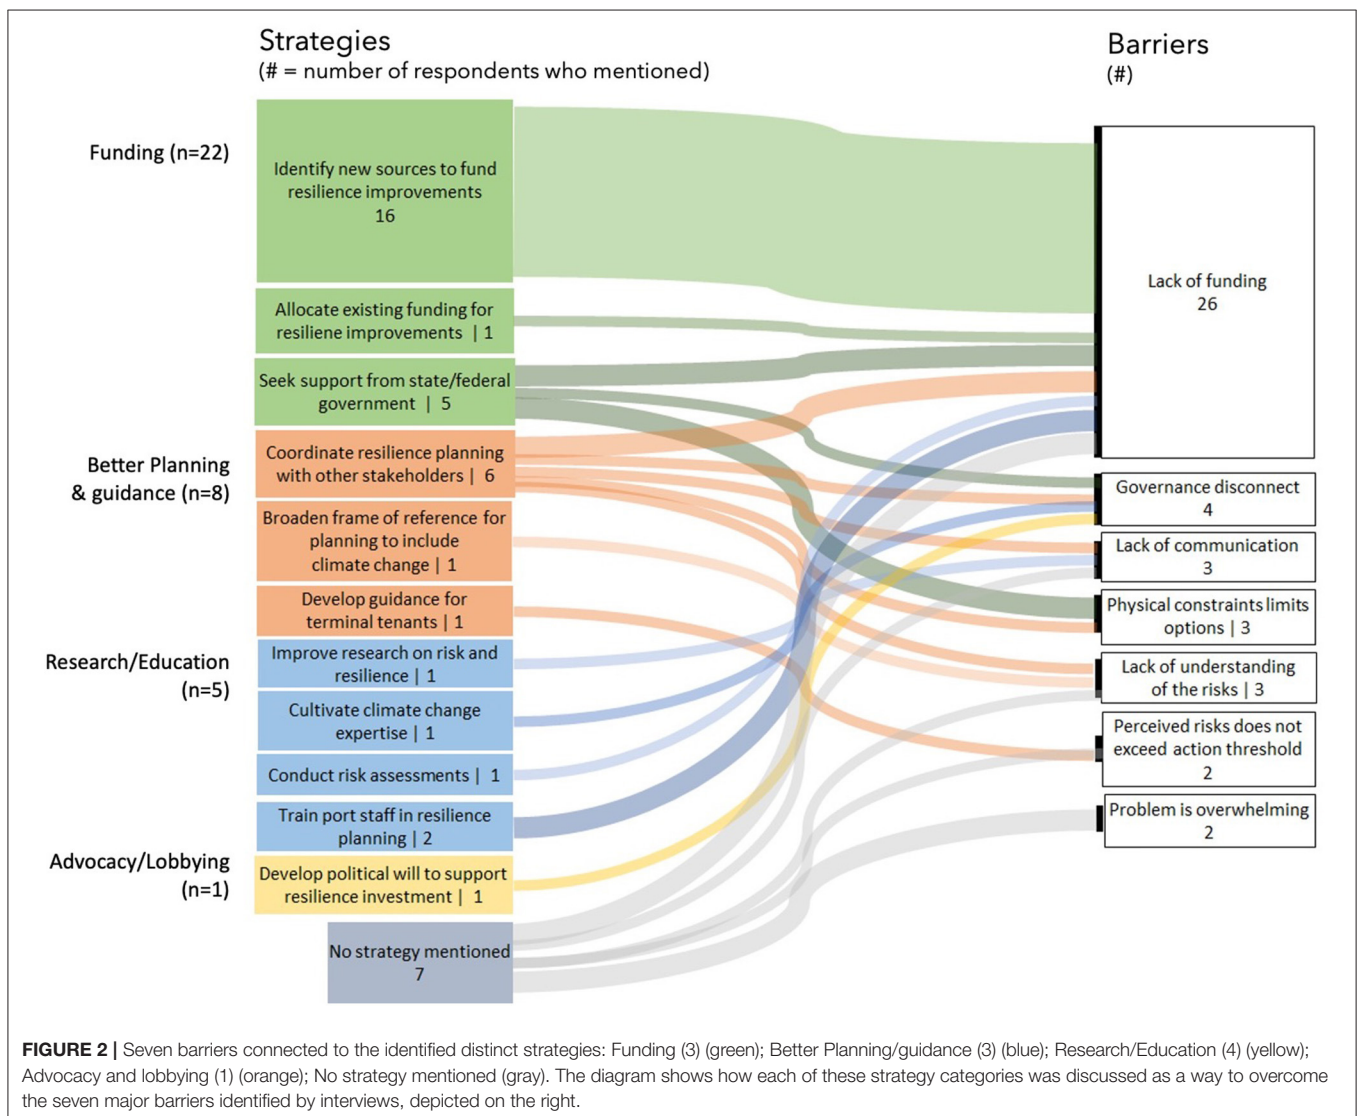 Strategies
(# = number of respondents who mentioned)
Barriers
(#)
Funding (n=22)
Identify new sources to fund
resilience improvements
16
Allocate existing funding for
resiliene improvements | 1
Seek support from state/federal
government | 5
Better Planning
& guidance (n=8)
Coordinate resilience planning
with other stakeholders | 6
Broaden frame of reference for
planning to include
climate change | 1
Develop guidance for
terminal tenants | 1
Research/Education
(n=5)
Improve research on risk and
resilience | 1
Cultivate climate change
expertise | 1
Conduct risk assessments | 1
Train port staff in resilience
planning | 2
Advocacy/Lobbying
(n=1)
Develop political will to support
resilience investment | 1
No strategy mentioned
7
Lack of funding
26
Governance disconnect
4
Lack of communication
3
Physical constraints limits
options | 3
Lack of understanding
of the risks | 3
Perceived risks does not
exceed action threshold
2
Problem is overwhelming
2
FIGURE 2 | Seven barriers connected to the identified distinct strategies: Funding (3) (green); Better Planning/guidance (3) (blue); Research/Education (4) (yellow);
Advocacy and lobbying (1) (orange); No strategy mentioned (gray). The diagram shows how each of these strategy categories was discussed as a way to overcome
the seven major barriers identified by interviews, depicted on the right.